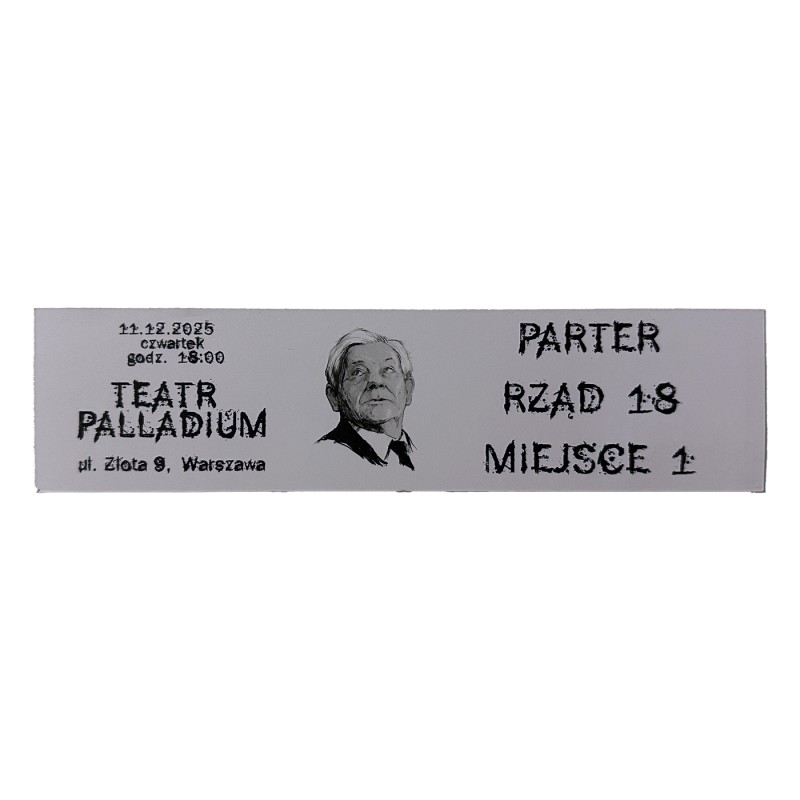 11.12.2025
czwartek
godz. 18:00
TEATR
PALLADIUM
ul. Złota 9, Warszawa
PARTER
RZĄD 18
MIEJSCE 1